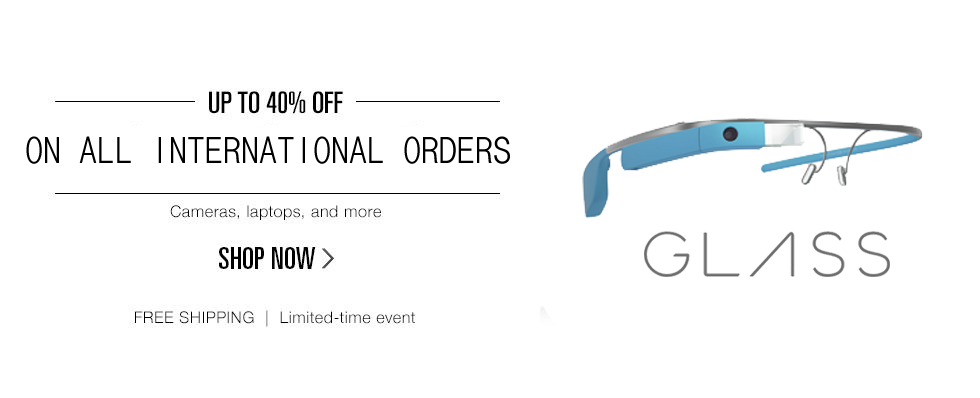 UP TO 40% OFF
ON ALL INTERNATIONAL ORDERS
Cameras, laptops, and more
SHOP NOW >
FREE SHIPPING | Limited-time event
GLASS